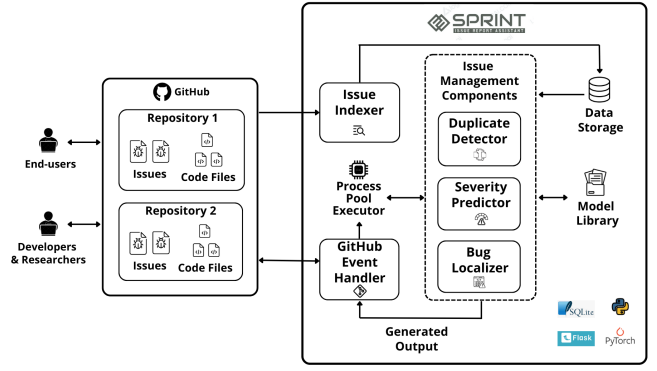 SPRINT
ISSUE REPORT ASSISTANT
GitHub
Repository 1
Issues
Code Files
Repository 2
Issues
Code Files
End-users
Developers
& Researchers
Issue
Indexer
Process
Pool
Executor
GitHub
Event
Handler
Issue
Management
Components
Duplicate
Detector
Severity
Predictor
Bug
Localizer
Generated
Output
Data
Storage
Model
Library
SQLite
Flask
PyTorch